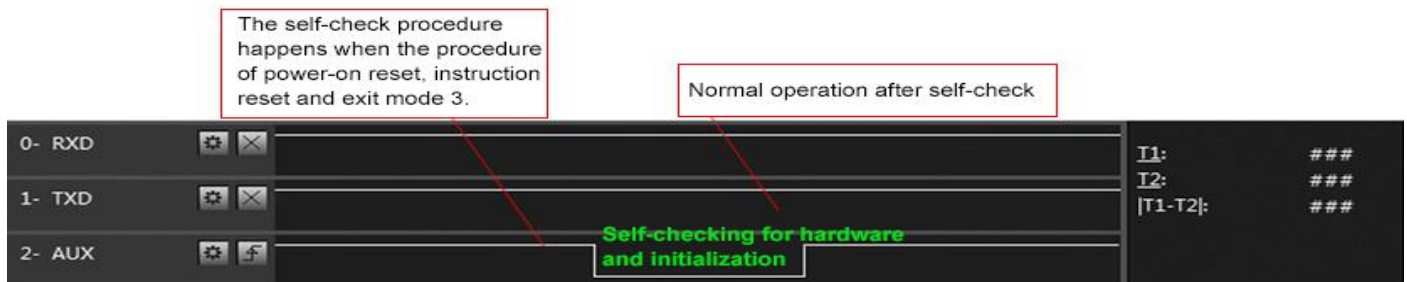 The self-check procedure
happens when the procedure
of power-on reset, instruction
reset and exit mode 3.
Normal operation after self-check
0- RXD
T1: ###
T2: ###
1- TXD
|T1-T2|: ###
Self-checking for hardware
and initialization
2- AUX